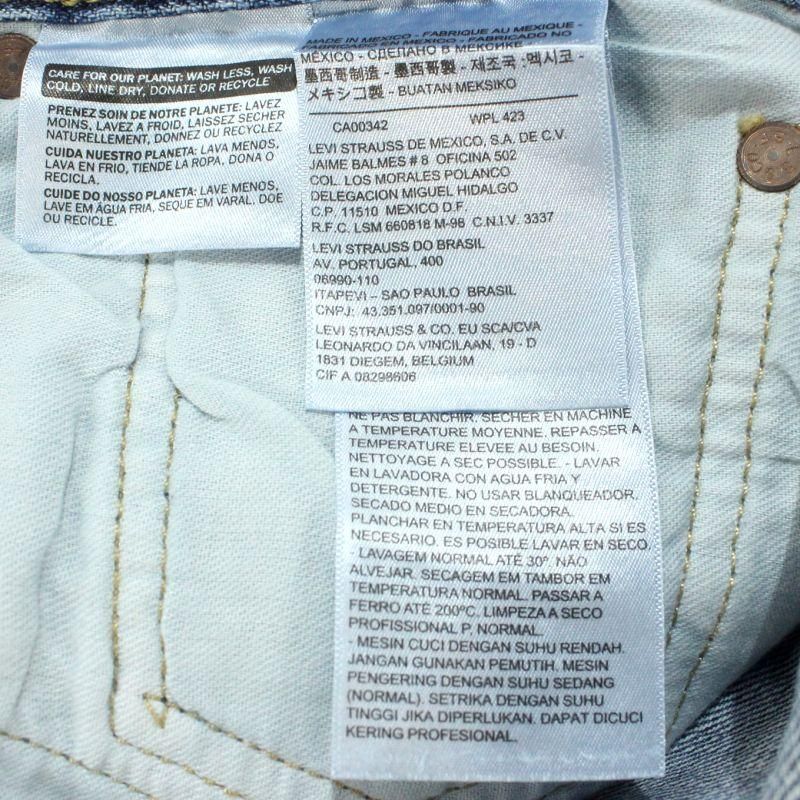 CARE FOR OUR PLANET: WASH LESS, WASH
COLD, LINE DRY, DONATE OR RECYCLE
PRENEZ SOIN DE NOTRE PLANETE: LAVEZ
MOINS, LAVEZ A FROID, LAISSEZ SECHER
NATURELLEMENT, DONNEZ OU RECYCLEZ
CUIDA NUESTRO PLANETA: LAVA MENOS,
LAVA EN FRIO, TIENDE LA ROPA, DONA O
RECICLA.
CUIDE DO NOSSO PLANETA: LAVE MENOS,
LAVE EM ÁGUA FRIA, SEQUE EM VARAL, DOE
OU RECICLE.
MADE IN MEXICO - FABRIQUE AU MEXIQUE -
FABRICADO EN MEXICO - FABRICADO NO
MÉXICO - СДЕЛАНО В МЕКСИКЕ
- 墨西哥制造 - 墨西哥製 - 제조국 :멕시코 -
メキシコ製 - BUATAN MEKSIKO
CA00342 WPL 423
LEVI STRAUSS DE MEXICO, S.A. DE C.V.
JAIME BALMES # 8 OFICINA 502
COL. LOS MORALES POLANCO
DELEGACION MIGUEL HIDALGO
C.P. 11510 MEXICO D.F.
R.F.C. LSM 660818 M-98 C.N.I.V. 3337
LEVI STRAUSS DO BRASIL
AV. PORTUGAL, 400
06690-110
ITAPEVI – SAO PAULO BRASIL
CNPJ: 43.351.097/0001-90
LEVI STRAUSS & CO. EU SCA/CVA
LEONARDO DA VINCILAAN, 19 - D
1831 DIEGEM, BELGIUM
CIF A 08298606
NE PAS BLANCHIR. SECHER EN MACHINE
A TEMPERATURE MOYENNE. REPASSER A
TEMPERATURE ELEVEE AU BESOIN.
NETTOYAGE A SEC POSSIBLE. - LAVAR
EN LAVADORA CON AGUA FRIA Y
DETERGENTE. NO USAR BLANQUEADOR.
SECADO MEDIO EN SECADORA.
PLANCHAR EN TEMPERATURA ALTA SI ES
NECESARIO. ES POSIBLE LAVAR EN SECO.
- LAVAGEM NORMAL ATÉ 30º. NÃO
ALVEJAR. SECAGEM EM TAMBOR EM
TEMPERATURA NORMAL. PASSAR A
FERRO ATÉ 200ºC. LIMPEZA A SECO
PROFISSIONAL P. NORMAL.
- MESIN CUCI DENGAN SUHU RENDAH.
JANGAN GUNAKAN PEMUTIH. MESIN
PENGERING DENGAN SUHU SEDANG
(NORMAL). SETRIKA DENGAN SUHU
TINGGI JIKA DIPERLUKAN. DAPAT DICUCI
KERING PROFESIONAL.